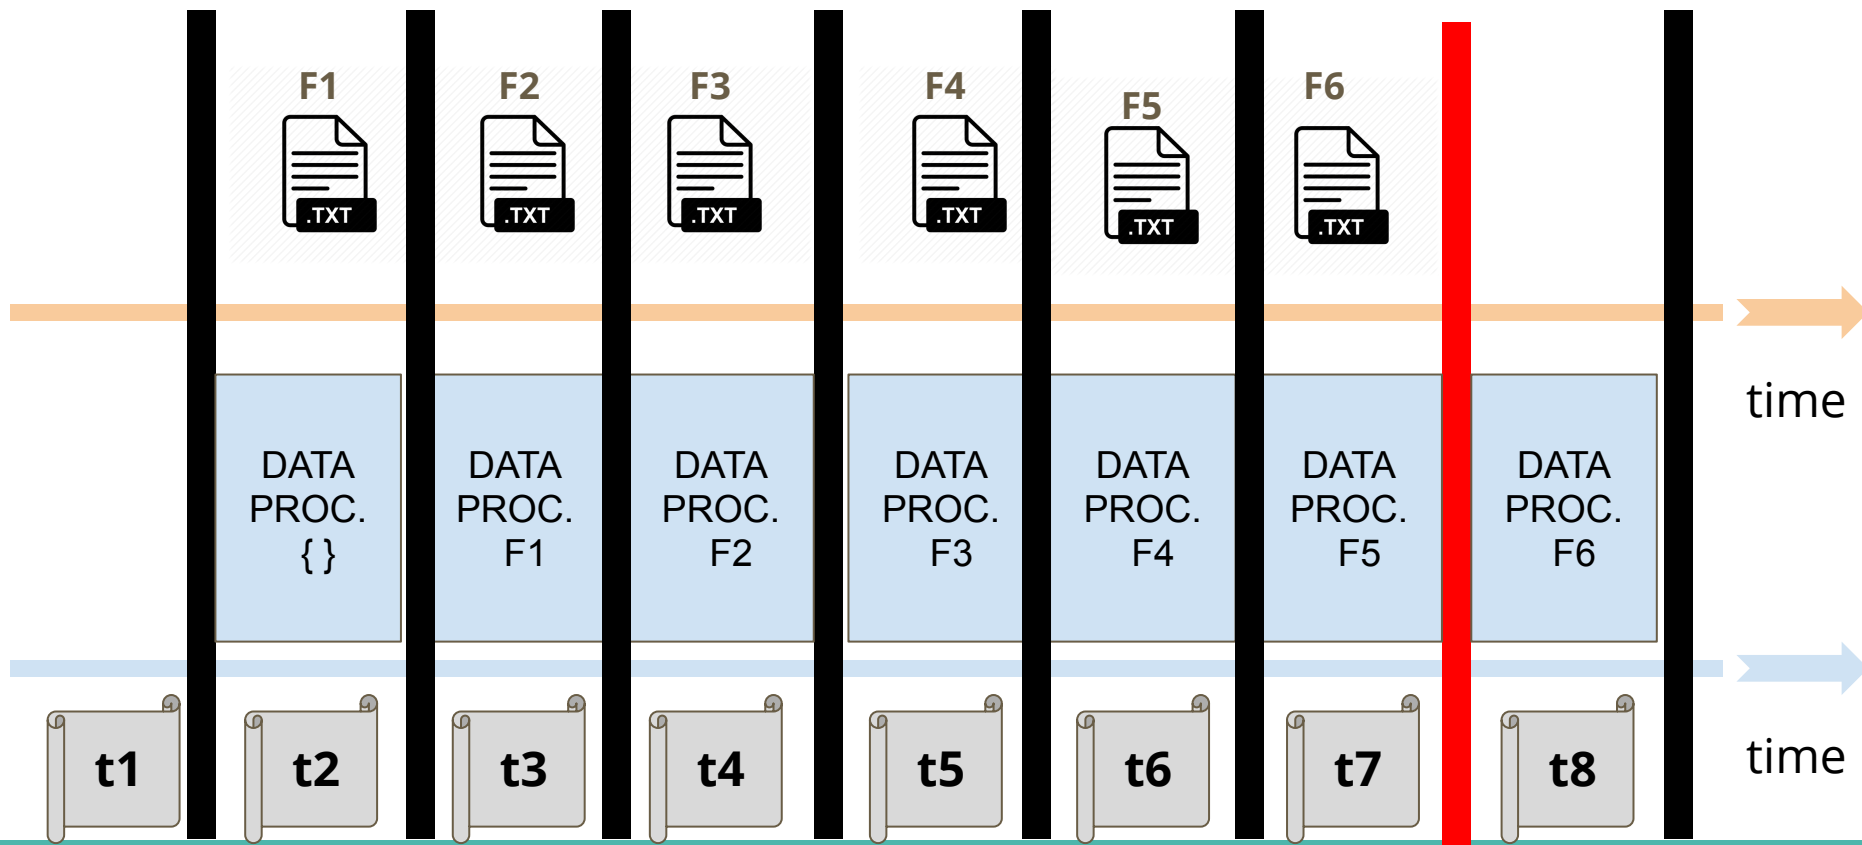 F1
F2
F3
F4
F5
F6
.TXT
.TXT
.TXT
.TXT
.TXT
.TXT
time
DATA
PROC.
{ }
DATA
PROC.
F1
DATA
PROC.
F2
DATA
PROC.
F3
DATA
PROC.
F4
DATA
PROC.
F5
DATA
PROC.
F6
time
t1
t2
t3
t4
t5
t6
t7
t8